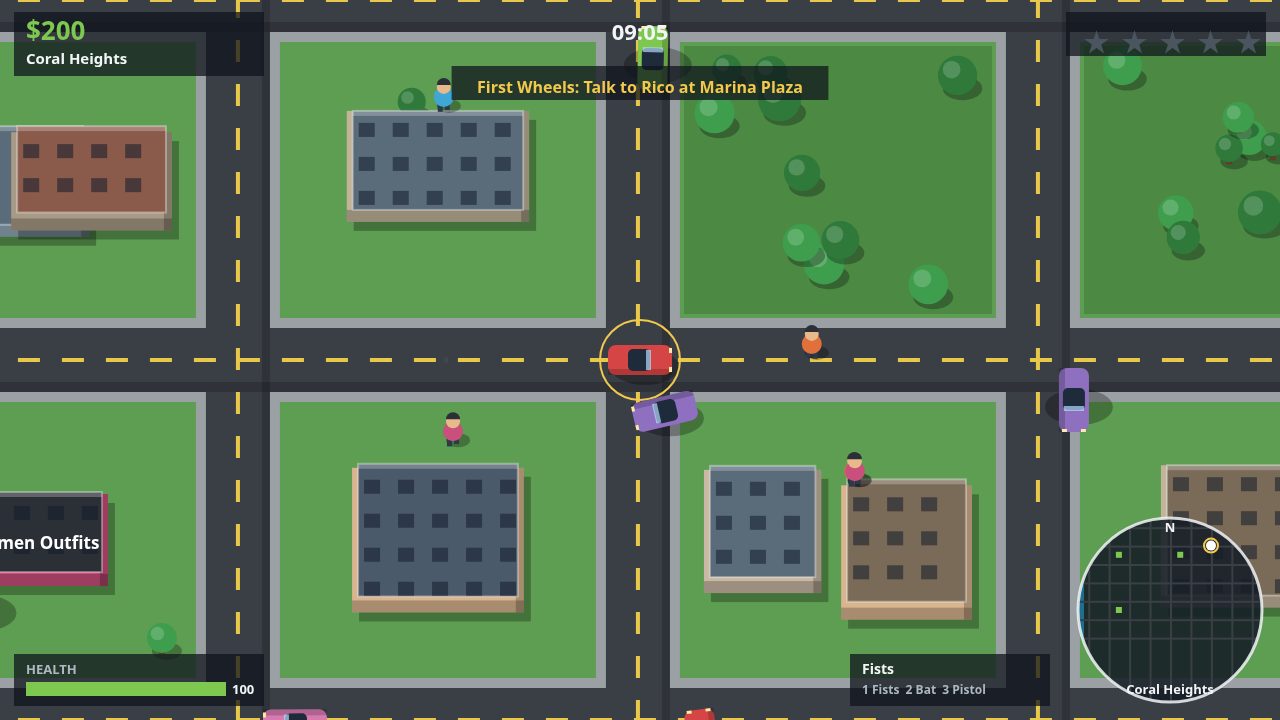 $200
Coral Heights
09:05
First Wheels: Talk to Rico at Marina Plaza
men Outfits
N
HEALTH
100
Fists
1 Fists 2 Bat 3 Pistol
Coral Heights